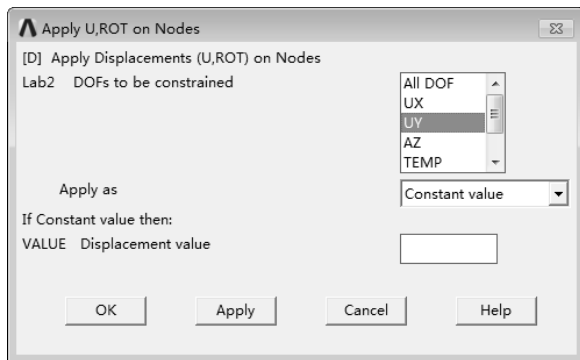 Apply U,ROT on Nodes
[D] Apply Displacements (U,ROT) on Nodes
Lab2 DOFs to be constrained
All DOF
UX
UY
AZ
TEMP
Apply as
Constant value
If Constant value then:
VALUE Displacement value
OK Apply Cancel Help